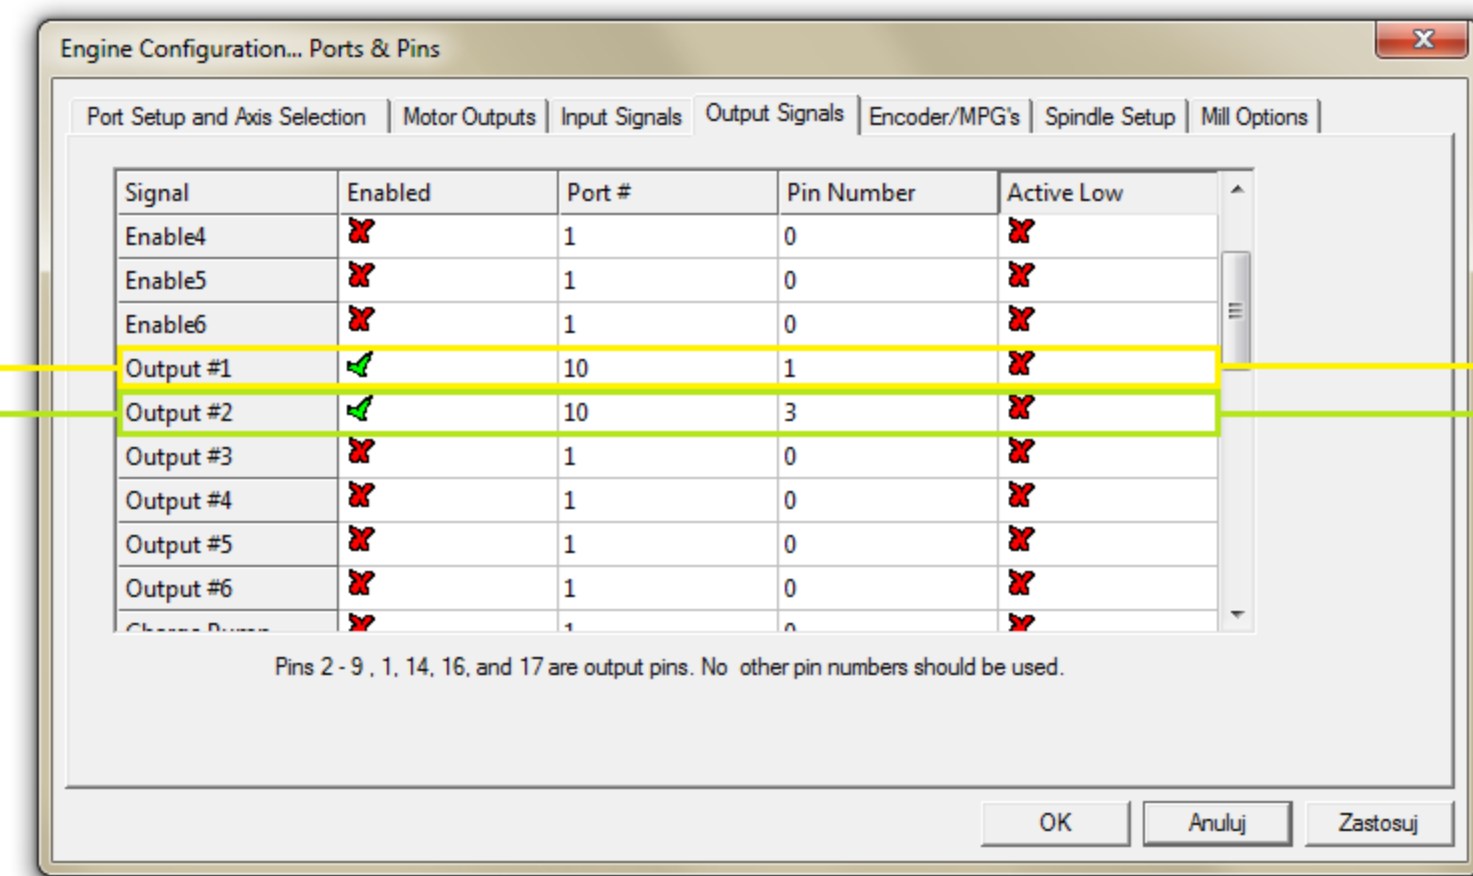 Engine Configuration... Ports & Pins
Port Setup and Axis Selection Motor Outputs Input Signals Output Signals Encoder/MPG's Spindle Setup Mill Options
Signal Enabled Port # Pin Number Active Low
Enable4 1 0
Enable5 1 0
Enable6 1 0
Output #1 10 1
Output #2 10 3
Output #3 1 0
Output #4 1 0
Output #5 1 0
Output #6 1 0
Pins 2 - 9 , 1, 14, 16, and 17 are output pins. No other pin numbers should be used.
OK Anuluj Zastosuj